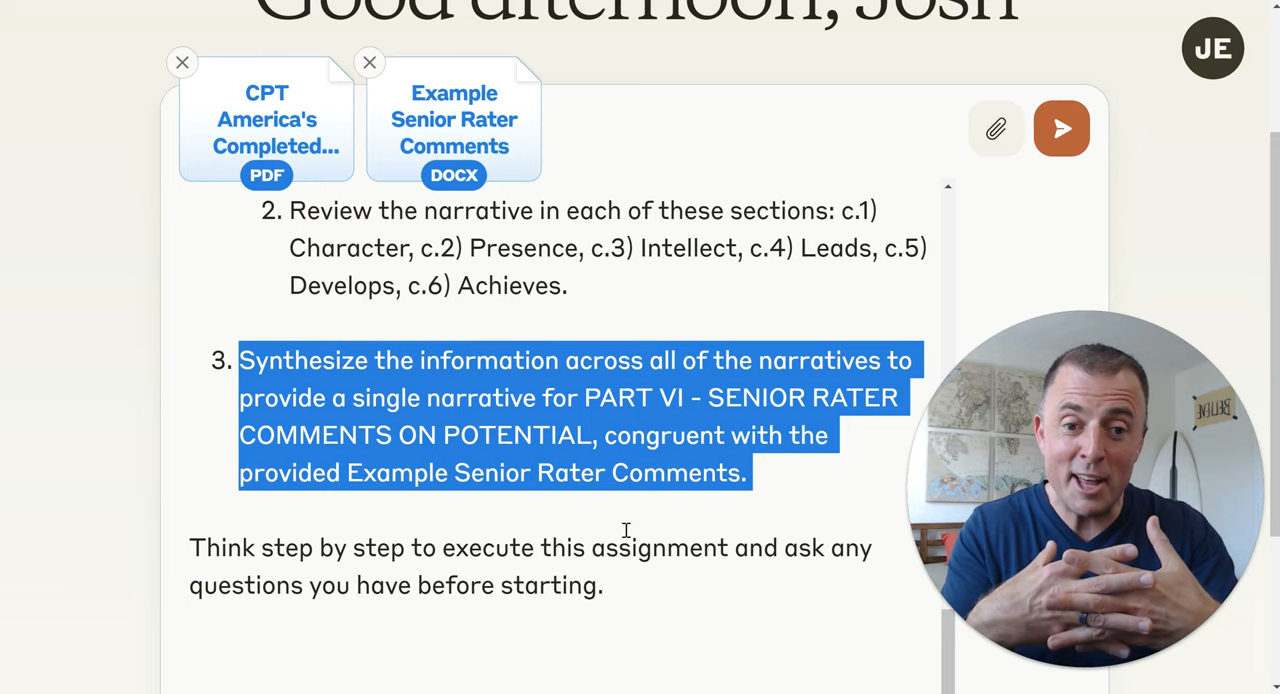 Good afternoon, Josh
JE
CPT
America's
Completed...
PDF
Example
Senior Rater
Comments
DOCX
2. Review the narrative in each of these sections: c.1)
Character, c.2) Presence, c.3) Intellect, c.4) Leads, c.5)
Develops, c.6) Achieves.
3. Synthesize the information across all of the narratives to
provide a single narrative for PART VI - SENIOR RATER
COMMENTS ON POTENTIAL, congruent with the
provided Example Senior Rater Comments.
BELIEVE
Think step by step to execute this assignment and ask any
questions you have before starting.